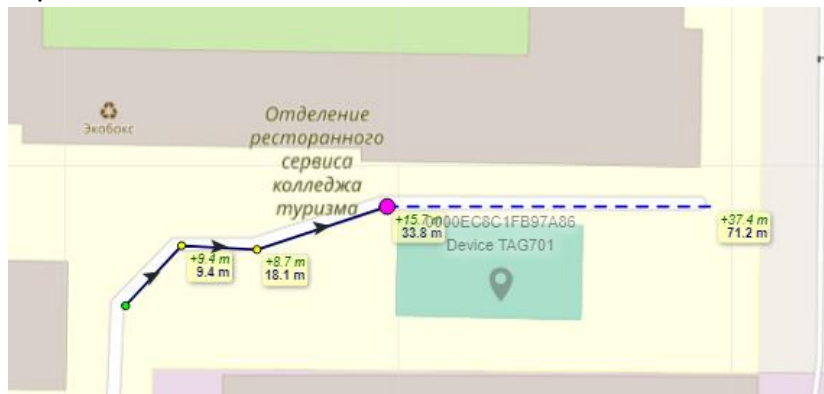 Экобокс
Отделение
ресторанного
сервиса
колледжа
туризма
+15.7 m
33.8 m
0000EC8C1FB97A86
Device TAG701
+37.4 m
71.2 m
+9.4 m
9.4 m
+8.7 m
18.1 m